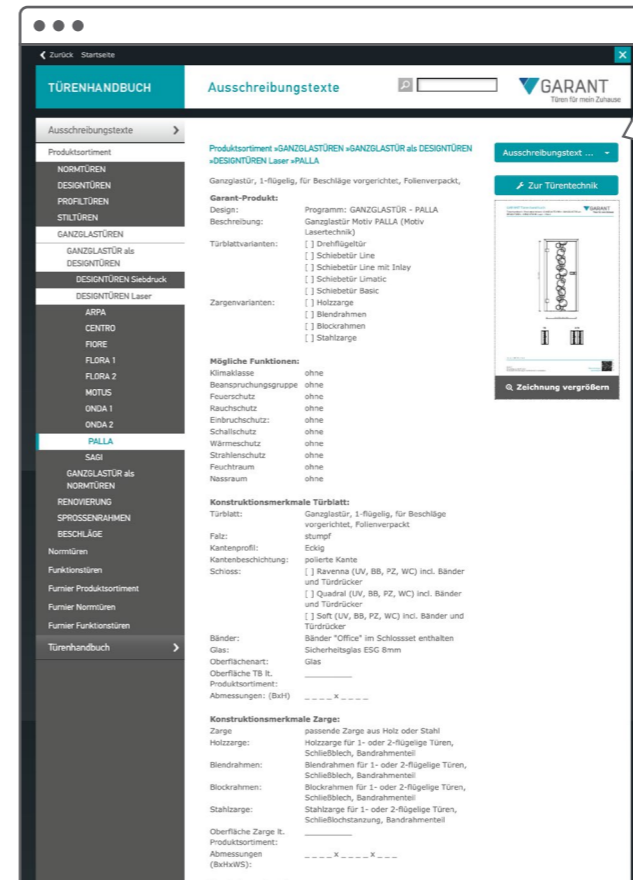 Zurück Startseite
TÜRENHANDBUCH
Ausschreibungstexte
GARANT
Türen für mein Zuhause
Ausschreibungstexte
Produktsortiment
NORMTÜREN
DESIGNTÜREN
PROFILTÜREN
STILTÜREN
GANZGLASTÜREN
GANZGLASTÜR als
DESIGNTÜREN
DESIGNTÜREN Siebdruck
DESIGNTÜREN Laser
ARPA
CENTRO
FIORE
FLORA 1
FLORA 2
MOTUS
ONDA 1
ONDA 2
PALLA
SAGI
GANZGLASTÜR als
NORMTÜREN
RENOVIERUNG
SPROSSENRAHMEN
BESCHLÄGE
Normtüren
Funktionstüren
Furnier Produktsortiment
Furnier Normtüren
Furnier Funktionstüren
Türenhandbuch
Produktsortiment »GANZGLASTÜREN »GANZGLASTÜR als DESIGNTÜREN
»DESIGNTÜREN Laser »PALLA
Ganzglastür, 1-flügelig, für Beschläge vorgerichtet, Folienverpackt,
Garant-Produkt:
Design: Programm: GANZGLASTÜR - PALLA
Beschreibung: Ganzglastür Motiv PALLA (Motiv
Lasertechnik)
Türblattvarianten: [ ] Drehflügeltür
[ ] Schiebetür Line
[ ] Schiebetür Line mit Inlay
[ ] Schiebetür Limatic
[ ] Schiebetür Basic
Zargenvarianten: [ ] Holzzarge
[ ] Blendrahmen
[ ] Blockrahmen
[ ] Stahlzarge
Mögliche Funktionen:
Klimaklasse ohne
Beanspruchungsgruppe ohne
Feuerschutz ohne
Rauchschutz ohne
Einbruchschutz: ohne
Schallschutz ohne
Wärmeschutz ohne
Strahlenschutz ohne
Feuchtraum ohne
Nassraum ohne
Konstruktionsmerkmale Türblatt:
Türblatt: Ganzglastür, 1-flügelig, für Beschläge
vorgerichtet, Folienverpackt
Falz: stumpf
Kantenprofil: Eckig
Kantenbeschichtung: polierte Kante
Schloss: [ ] Ravenna (UV, BB, PZ, WC) incl. Bänder
und Türdrücker
[ ] Quadral (UV, BB, PZ, WC) incl. Bänder
und Türdrücker
[ ] Soft (UV, BB, PZ, WC) incl. Bänder und
Türdrücker
Bänder: Bänder "Office" im Schlossset enthalten
Glas: Sicherheitsglas ESG 8mm
Oberflächenart: Glas
Oberfläche TB lt. __________
Produktsortiment:
Abmessungen: (BxH) _ _ _ _ x _ _ _ _
Konstruktionsmerkmale Zarge:
Zarge passende Zarge aus Holz oder Stahl
Holzzarge: Holzzarge für 1- oder 2-flügelige Türen,
Schließblech, Bandrahmenteil
Blendrahmen: Blendrahmen für 1- oder 2-flügelige Türen,
Schließblech, Bandrahmenteil
Blockrahmen: Blockrahmen für 1- oder 2-flügelige Türen,
Schließblech, Bandrahmenteil
Stahlzarge: Stahlzarge für 1- oder 2-flügelige Türen,
Schließlochstanzung, Bandrahmenteil
Oberfläche Zarge lt. __________
Produktsortiment:
Abmessungen _ _ _ _ x _ _ _ _ x _ _ _
(BxHxWS):
Ausschreibungstext ...
Zur Türentechnik
GARANT
Zeichnung vergrößern